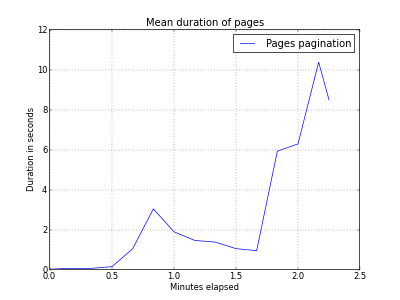 Mean duration of pages
Pages pagination
12
10
8
6
4
2
0
Duration in seconds
0.0 0.5 1.0 1.5 2.0 2.5
Minutes elapsed